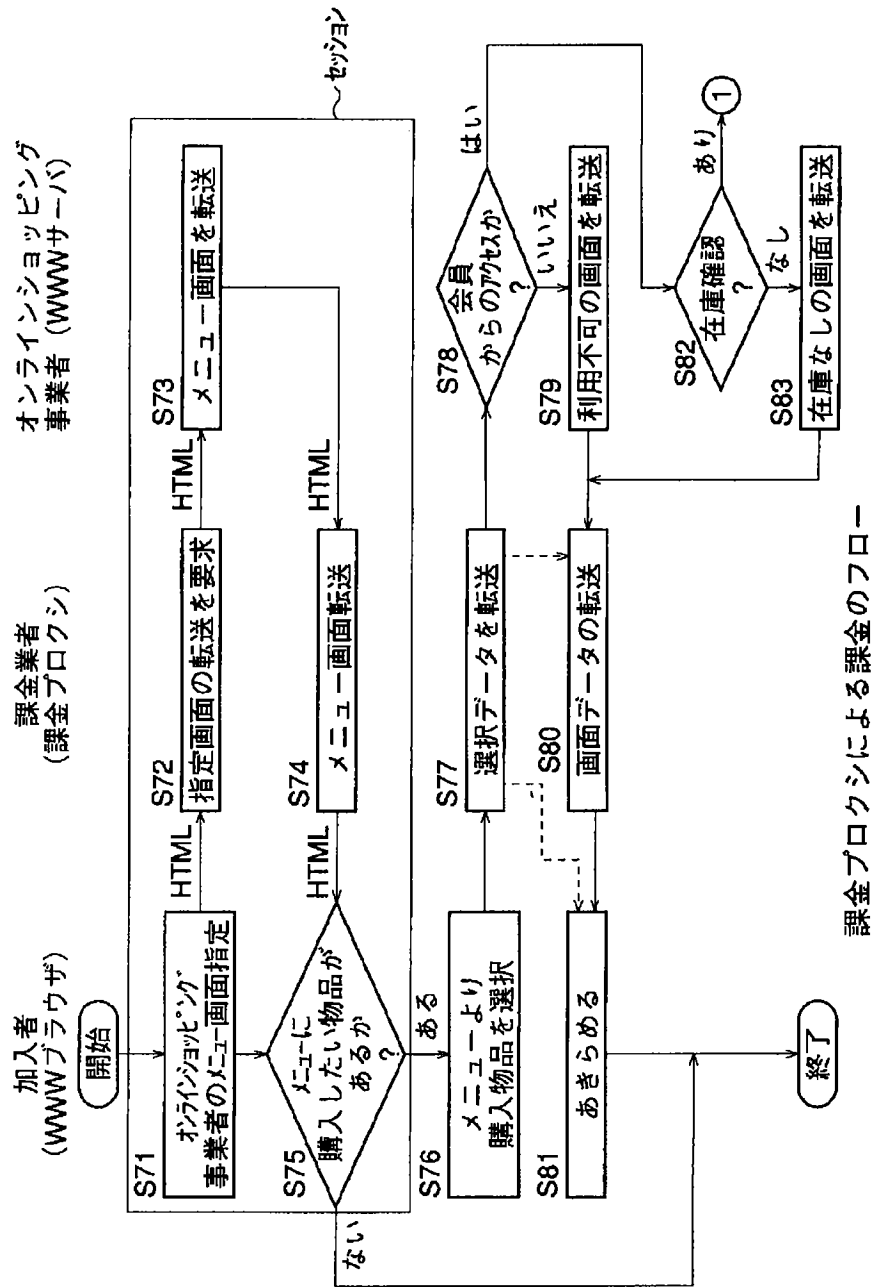 加入者
(WWWブラウザ)
課金業者
(課金プロクシ)
オンラインショッピング
事業者 (WWWサーバ)
開始
セッション
S71
オンラインショッピング
事業者のメニュー画面指定
HTML
S72
指定画面の転送を要求
HTML
S73
メニュー画面を転送
HTML
S74
メニュー画面転送
HTML
S75
メニューに
購入したい物品が
あるか
?
ない
ある
S76
メニューより
購入物品を選択
S77
選択データを転送
S78
会員
からのアクセスか
?
はい
いいえ
S79
利用不可の画面を転送
S80
画面データの転送
S81
あきらめる
S82
在庫確認
?
あり
1
なし
S83
在庫なしの画面を転送
終了
課金プロクシによる課金のフロー